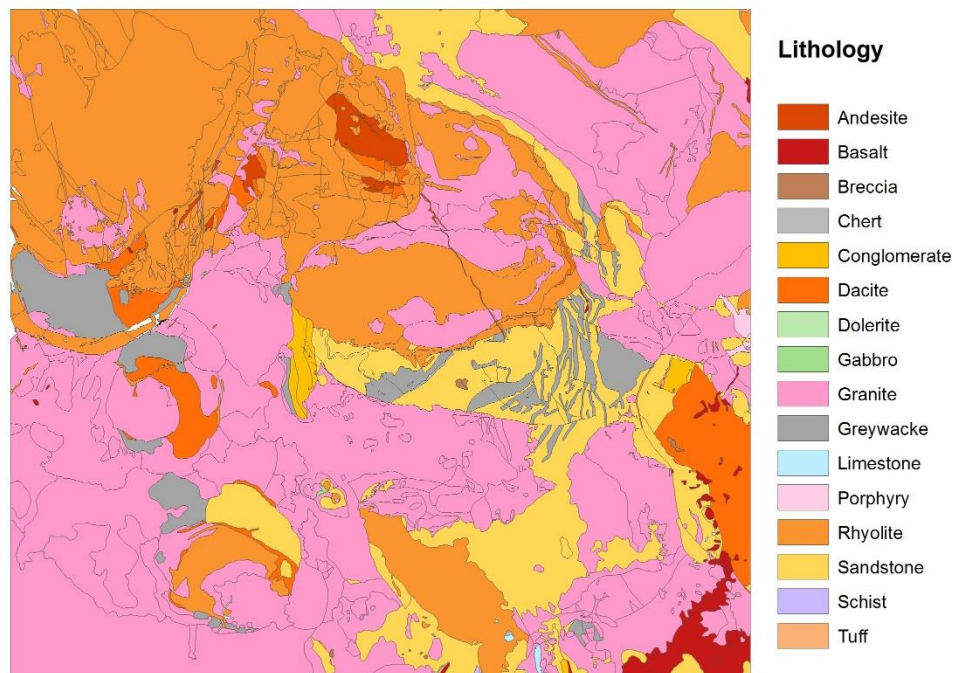 Lithology
Andesite
Basalt
Breccia
Chert
Conglomerate
Dacite
Dolerite
Gabbro
Granite
Greywacke
Limestone
Porphyry
Rhyolite
Sandstone
Schist
Tuff